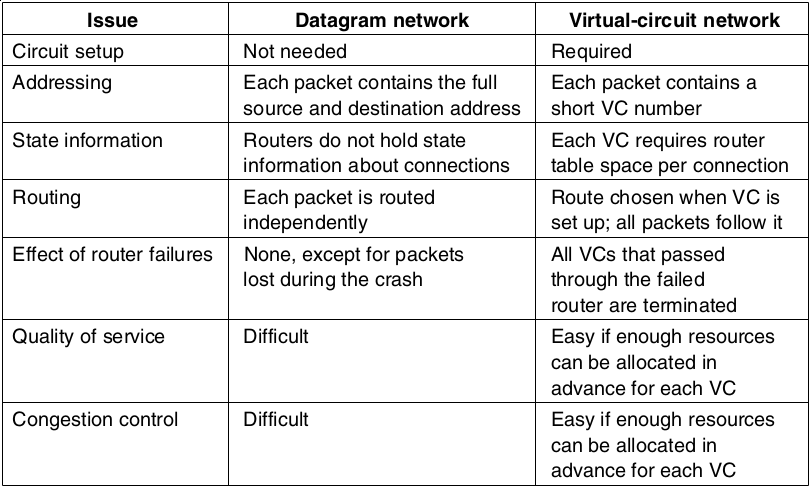 Issue Datagram network Virtual-circuit network
Circuit setup Not needed Required
Addressing Each packet contains the full Each packet contains a
source and destination address short VC number
State information Routers do not hold state Each VC requires router
information about connections table space per connection
Routing Each packet is routed Route chosen when VC is
independently set up; all packets follow it
Effect of router failures None, except for packets All VCs that passed
lost during the crash through the failed
router are terminated
Quality of service Difficult Easy if enough resources
can be allocated in
advance for each VC
Congestion control Difficult Easy if enough resources
can be allocated in
advance for each VC